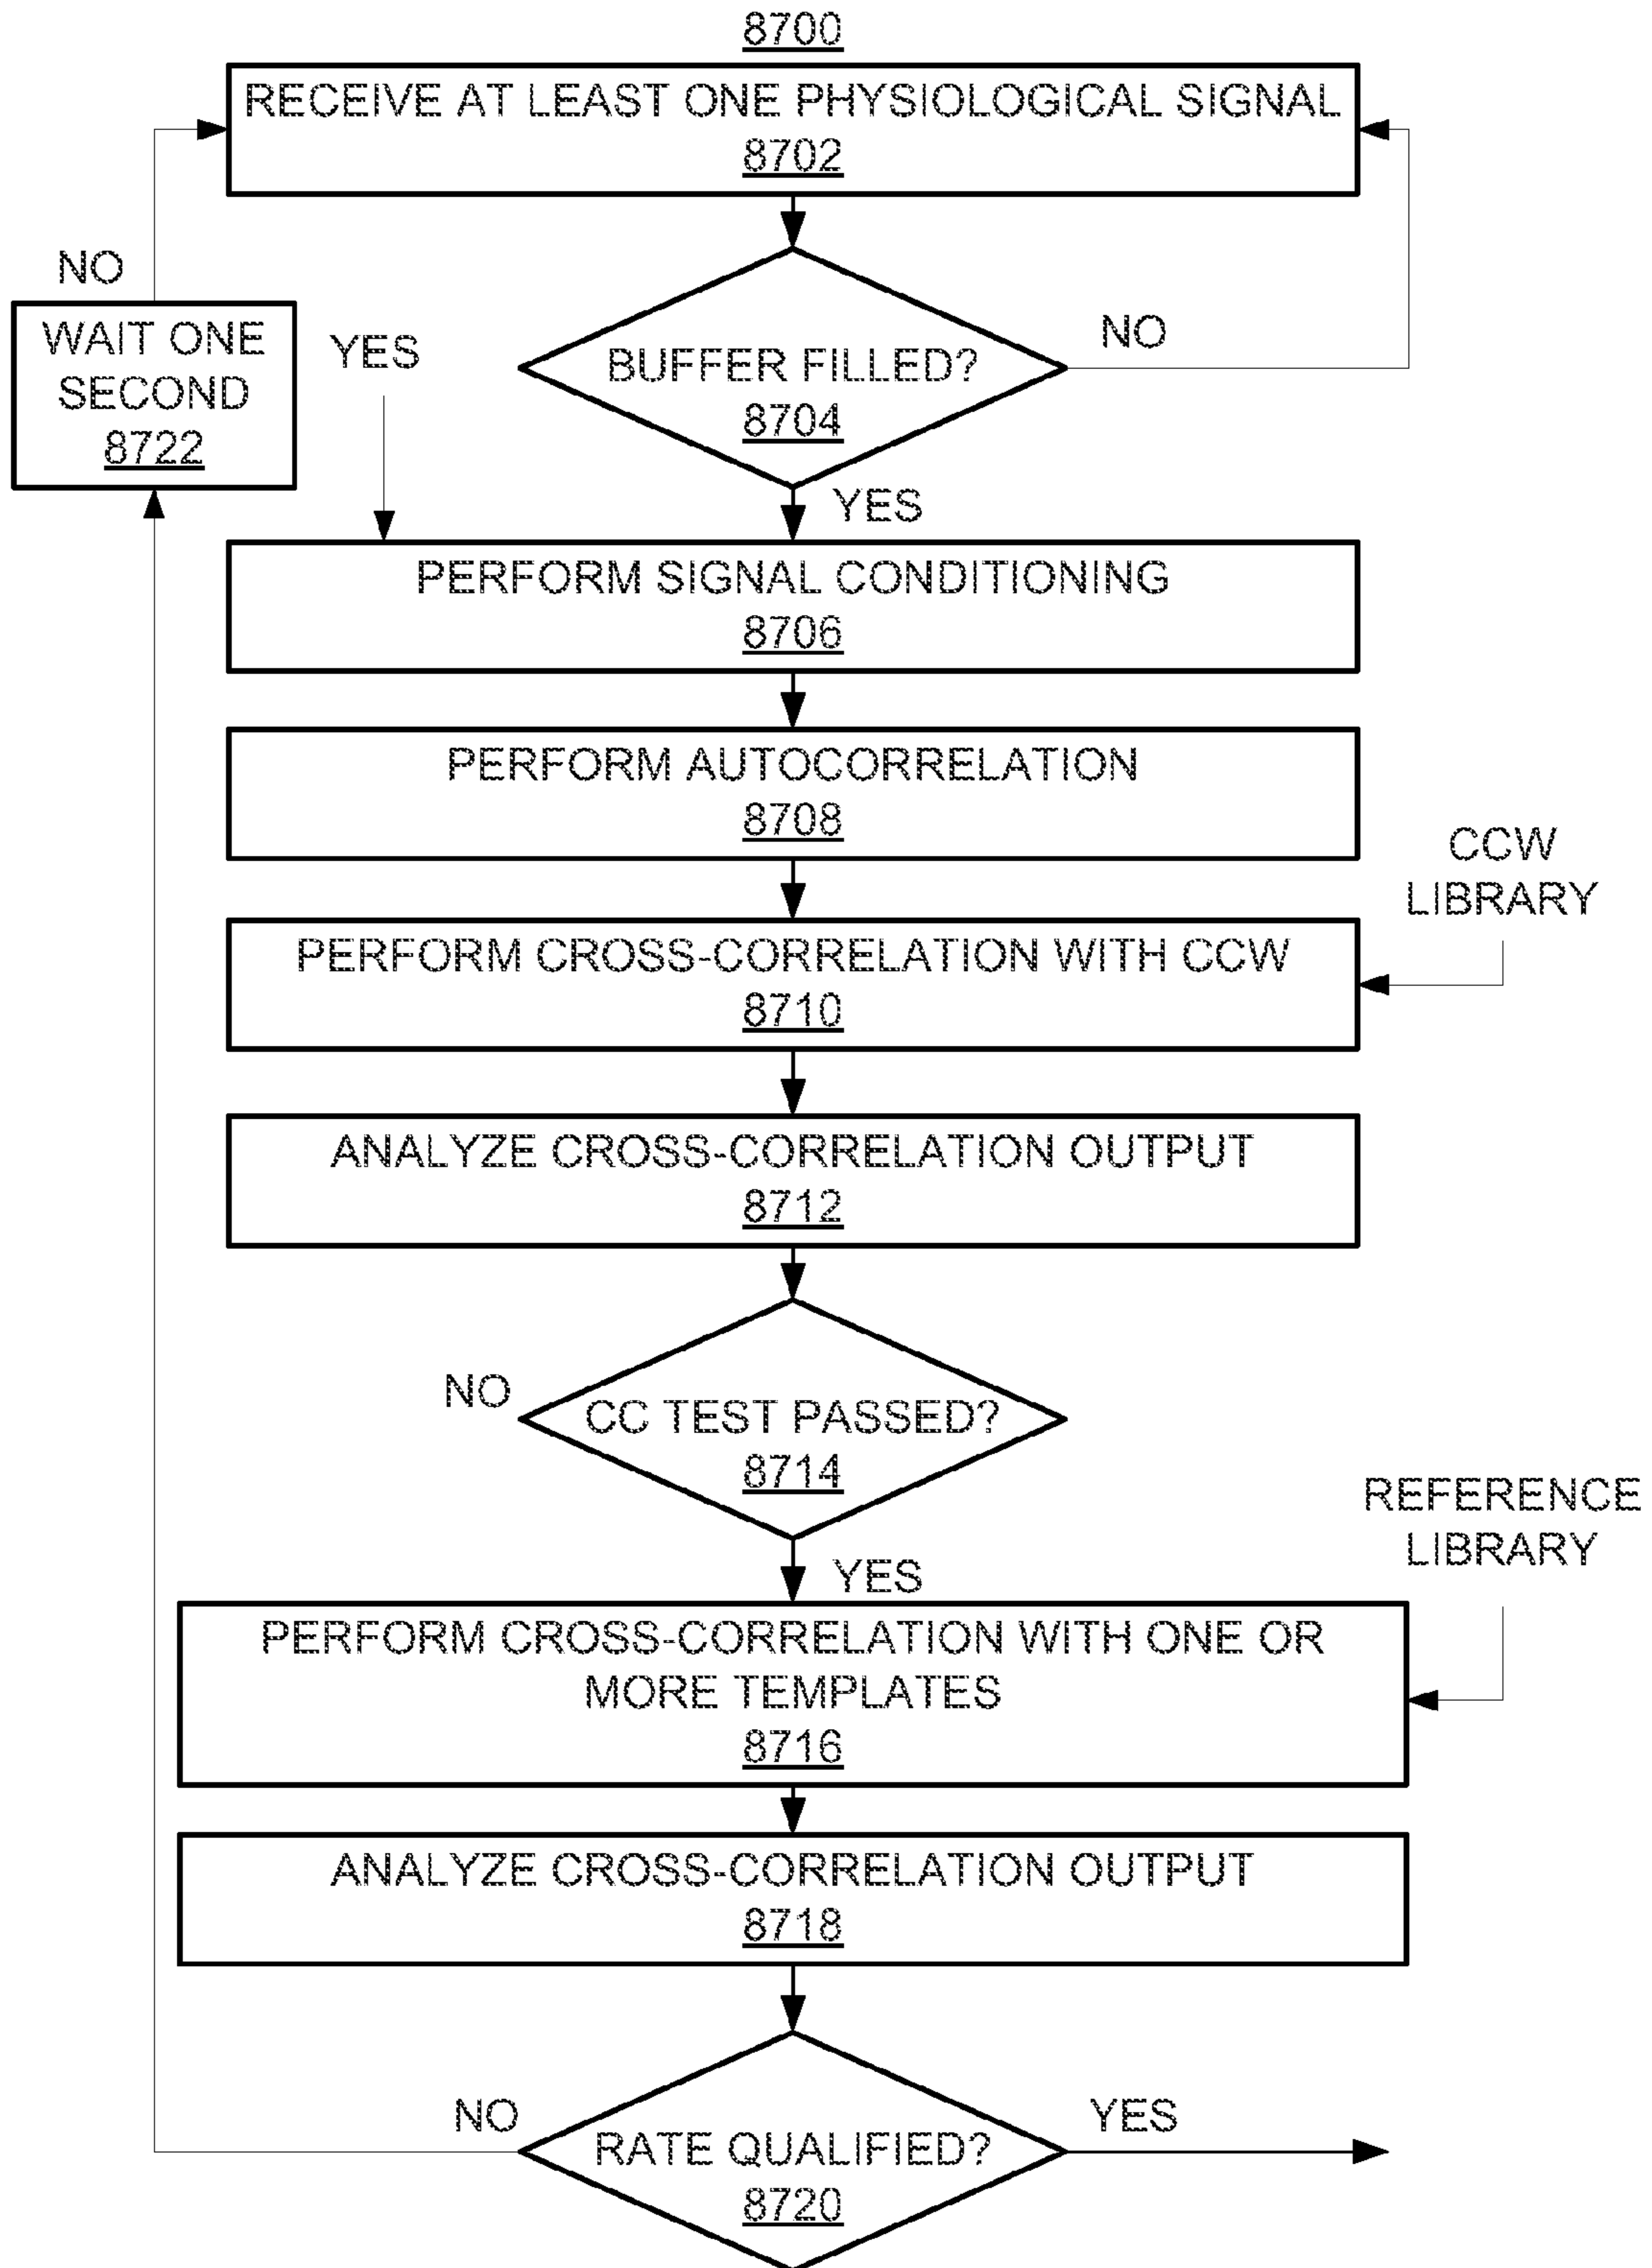 8700
RECEIVE AT LEAST ONE PHYSIOLOGICAL SIGNAL
8702
NO
WAIT ONE
SECOND
8722
YES
BUFFER FILLED?
8704
NO
YES
PERFORM SIGNAL CONDITIONING
8706
PERFORM AUTOCORRELATION
8708
CCW
LIBRARY
PERFORM CROSS-CORRELATION WITH CCW
8710
ANALYZE CROSS-CORRELATION OUTPUT
8712
NO
CC TEST PASSED?
8714
YES
REFERENCE
LIBRARY
PERFORM CROSS-CORRELATION WITH ONE OR
MORE TEMPLATES
8716
ANALYZE CROSS-CORRELATION OUTPUT
8718
NO
RATE QUALIFIED?
8720
YES